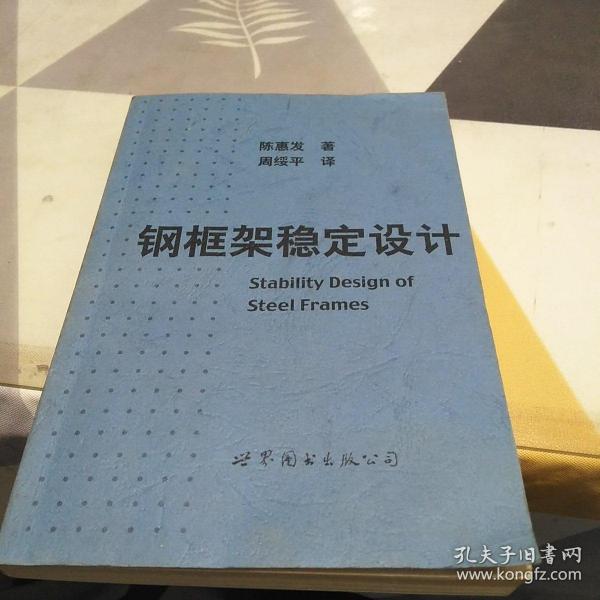 陈惠发 著
周绥平 译
钢框架稳定设计
Stability Design of
Steel Frames
世界图书出版公司
孔夫子旧书网
www.kongfz.com